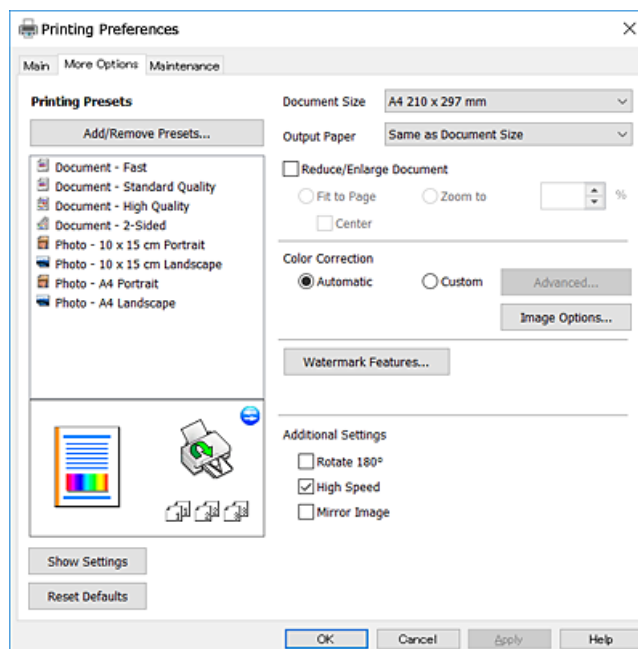 Printing Preferences
Main
More Options
Maintenance
Printing Presets
Add/Remove Presets...
Document - Fast
Document - Standard Quality
Document - High Quality
Document - 2-Sided
Photo - 10 x 15 cm Portrait
Photo - 10 x 15 cm Landscape
Photo - A4 Portrait
Photo - A4 Landscape
Show Settings
Reset Defaults
Document Size
A4 210 x 297 mm
Output Paper
Same as Document Size
Reduce/Enlarge Document
Fit to Page
Zoom to
%
Center
Color Correction
Automatic
Custom
Advanced...
Image Options...
Watermark Features...
Additional Settings
Rotate 180°
High Speed
Mirror Image
OK
Cancel
Apply
Help